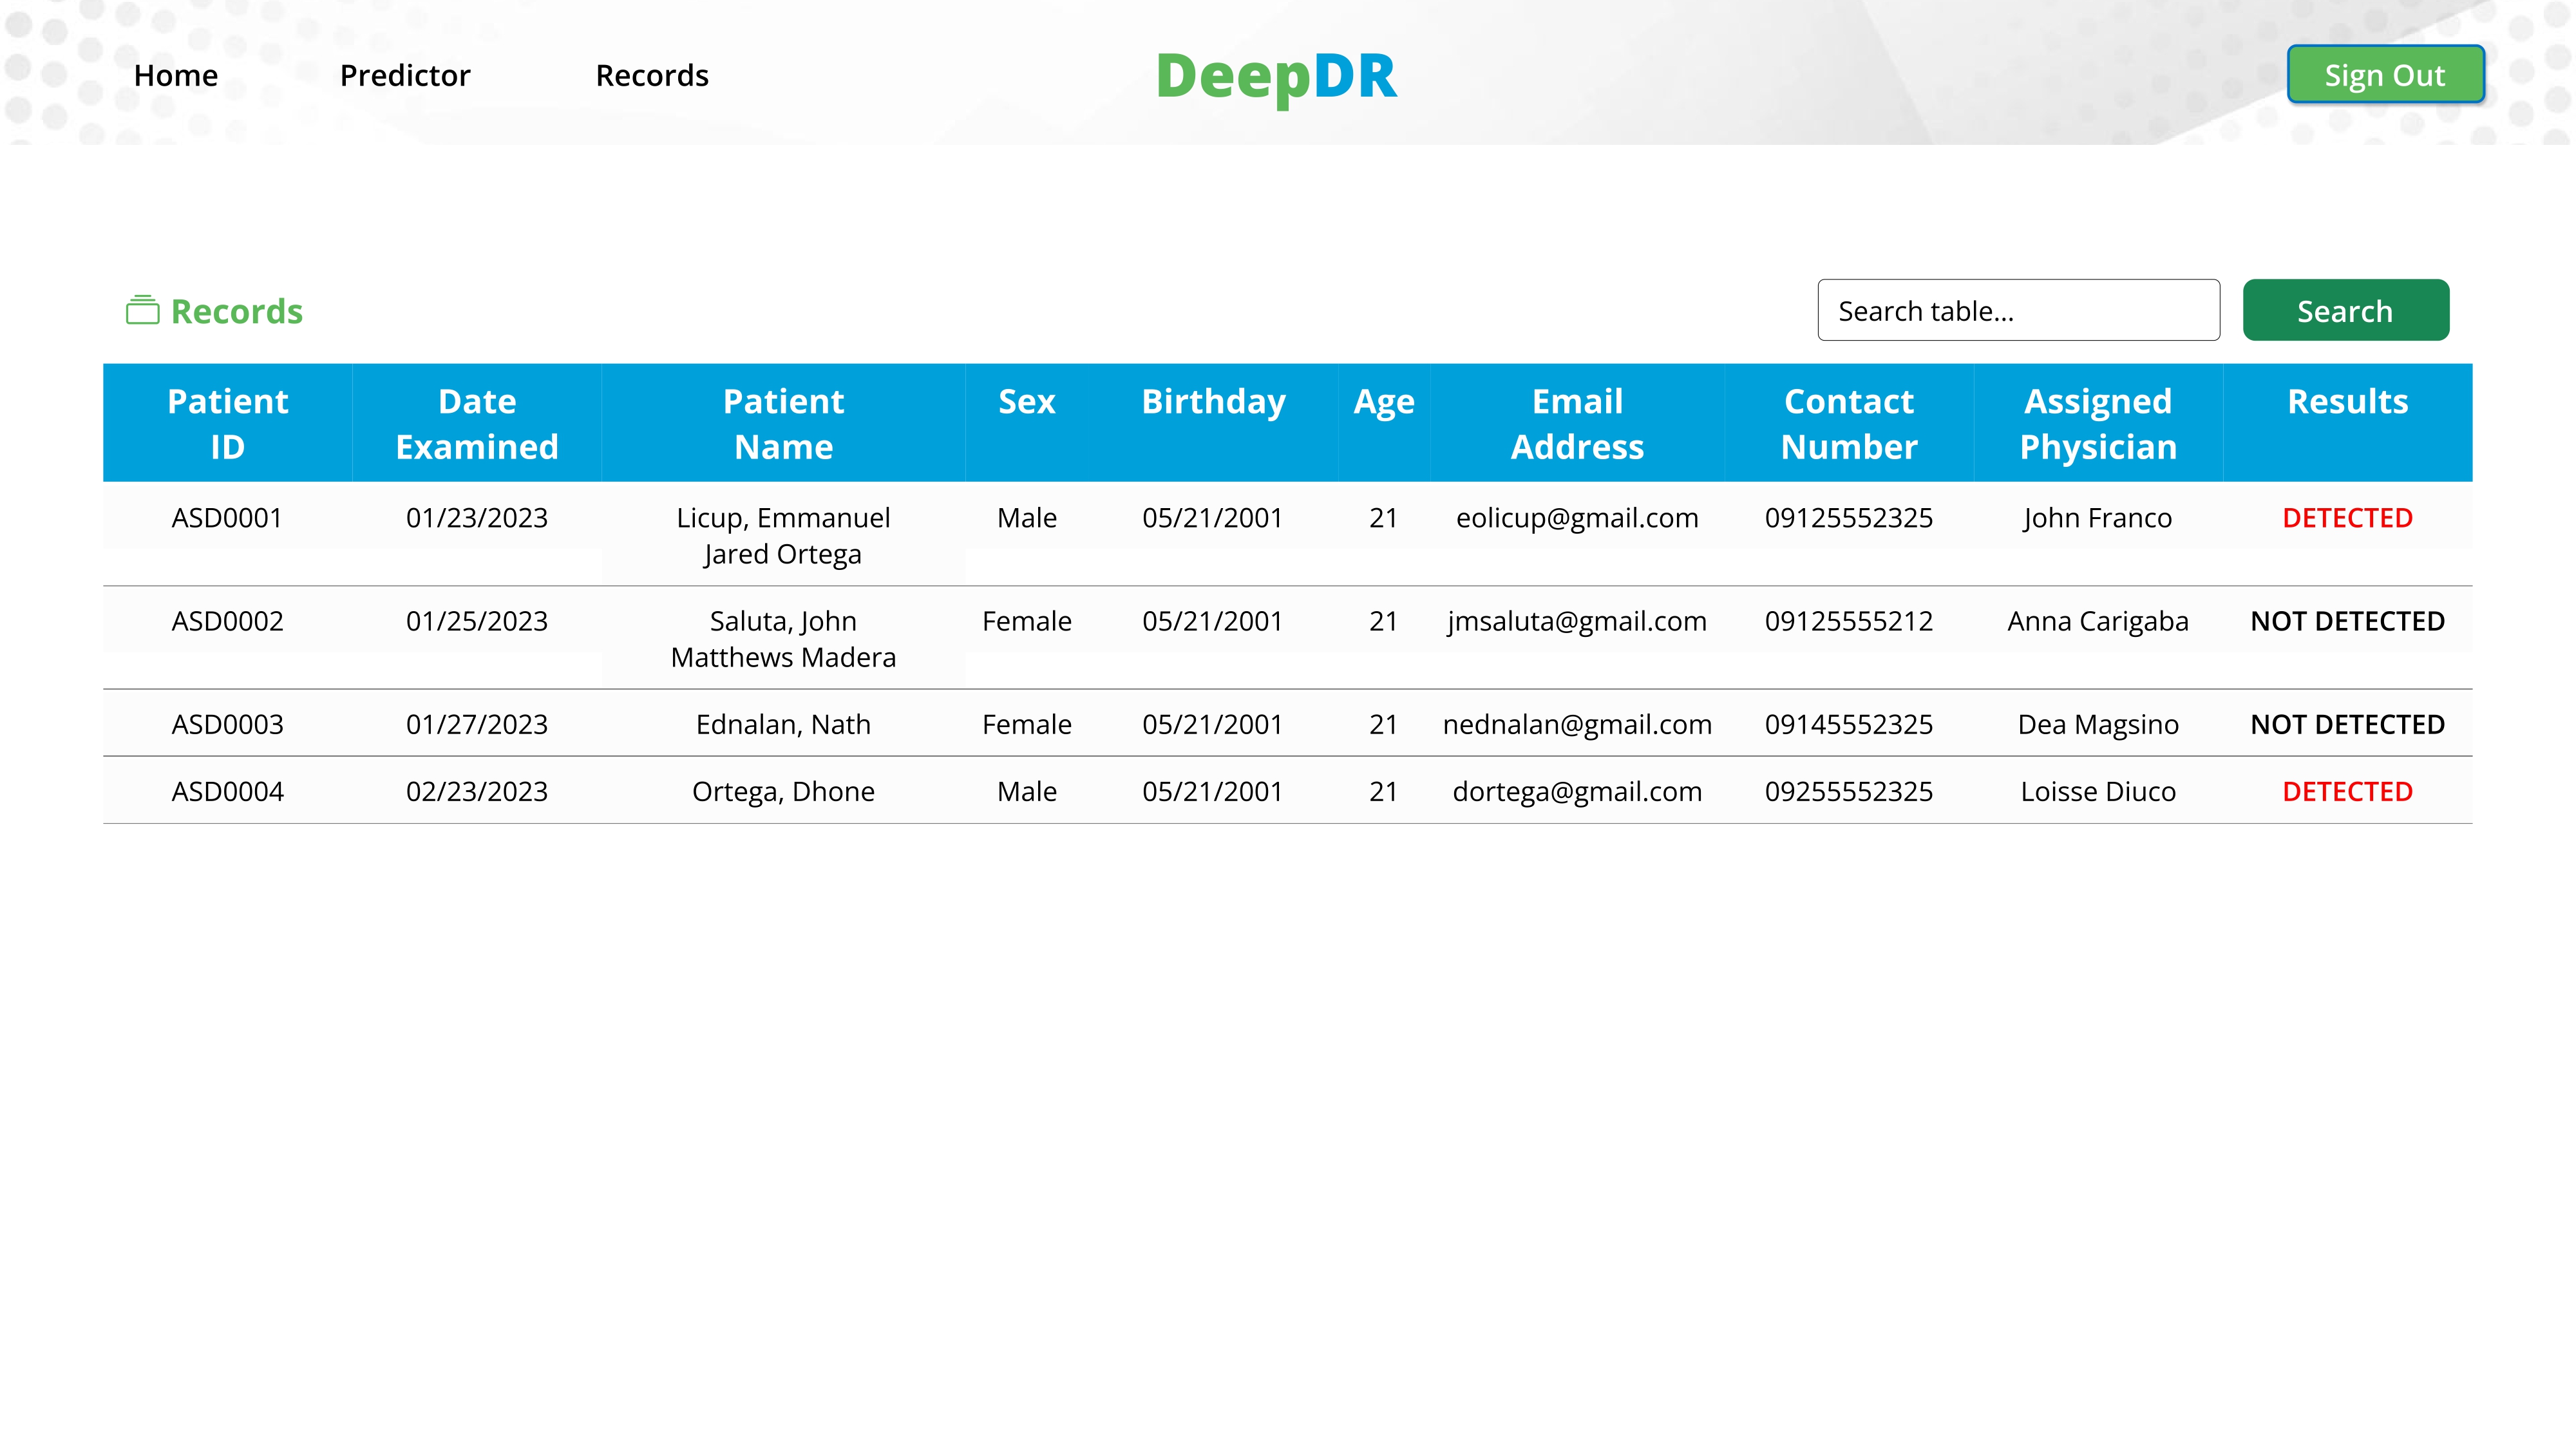 Home Predictor Records DeepDR Sign Out
Records Search table... Search
Patient ID Date Examined Patient Name Sex Birthday Age Email Address Contact Number Assigned Physician Results
ASD0001 01/23/2023 Licup, Emmanuel Jared Ortega Male 05/21/2001 21 eolicup@gmail.com 09125552325 John Franco DETECTED
ASD0002 01/25/2023 Saluta, John Matthews Madera Female 05/21/2001 21 jmsaluta@gmail.com 09125555212 Anna Carigaba NOT DETECTED
ASD0003 01/27/2023 Ednalan, Nath Female 05/21/2001 21 nednalan@gmail.com 09145552325 Dea Magsino NOT DETECTED
ASD0004 02/23/2023 Ortega, Dhone Male 05/21/2001 21 dortega@gmail.com 09255552325 Loisse Diuco DETECTED